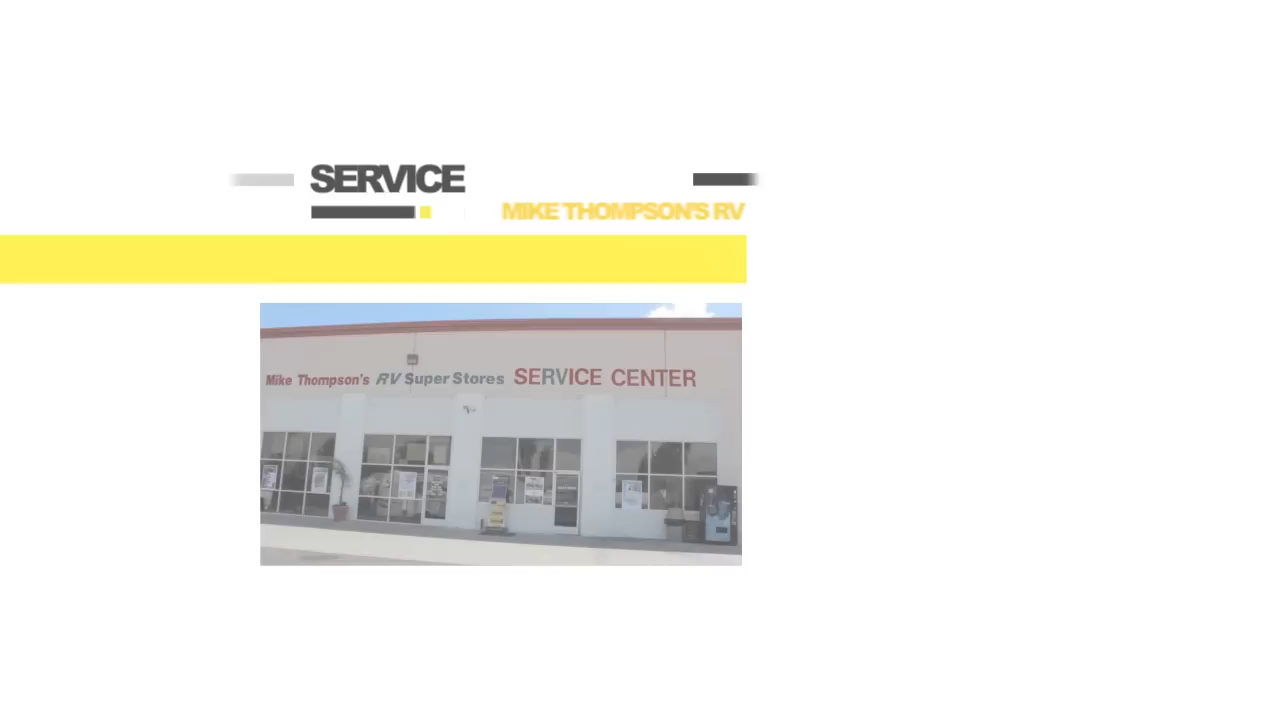 SERVICE
MIKE THOMPSON'S RV
Mike Thompson's RV Super Stores SERVICE CENTER